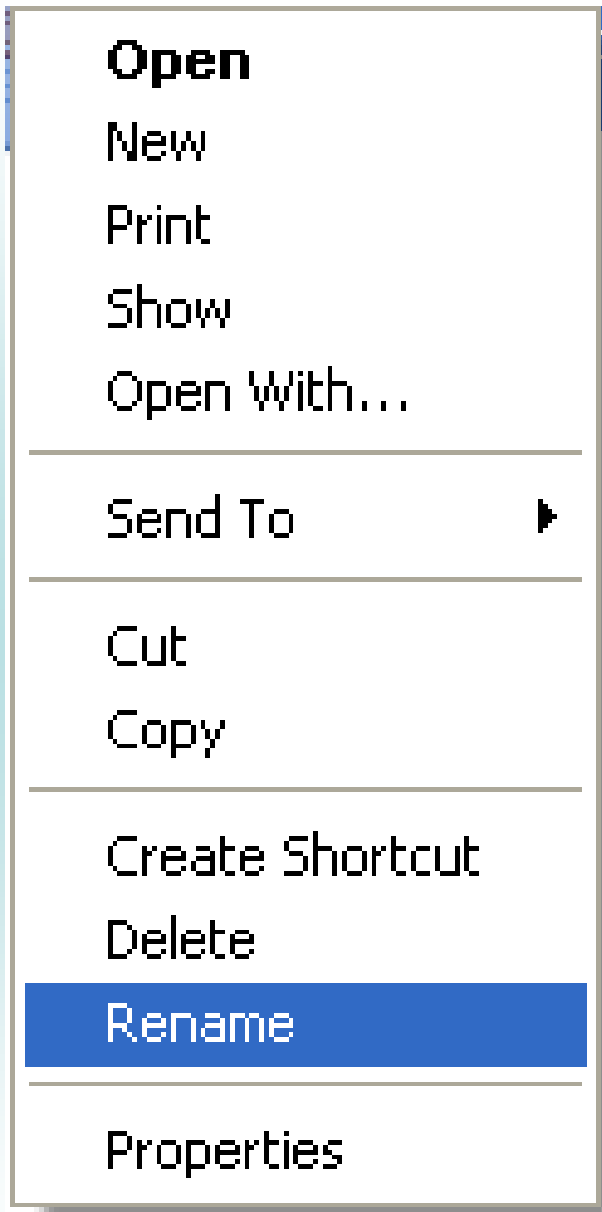 Open
New
Print
Show
Open With...
Send To
Cut
Copy
Create Shortcut
Delete
Rename
Properties